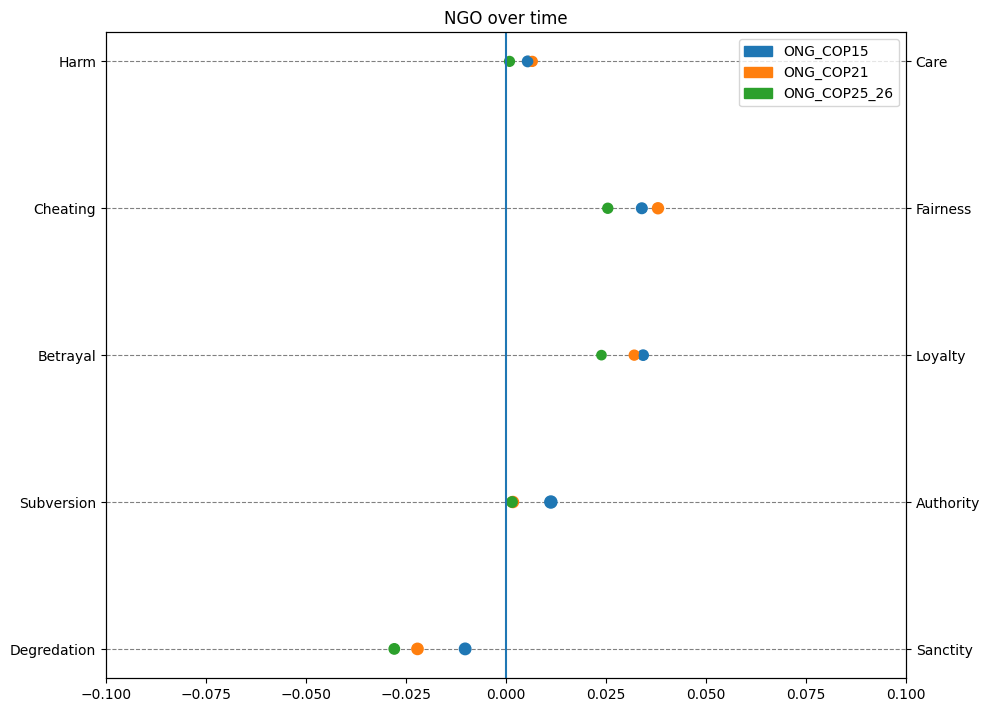 NGO over time
ONG_COP15
ONG_COP21
ONG_COP25_26
Harm
Care
Cheating
Fairness
Betrayal
Loyalty
Subversion
Authority
Degredation
Sanctity
−0.100 −0.075 −0.050 −0.025 0.000 0.025 0.050 0.075 0.100